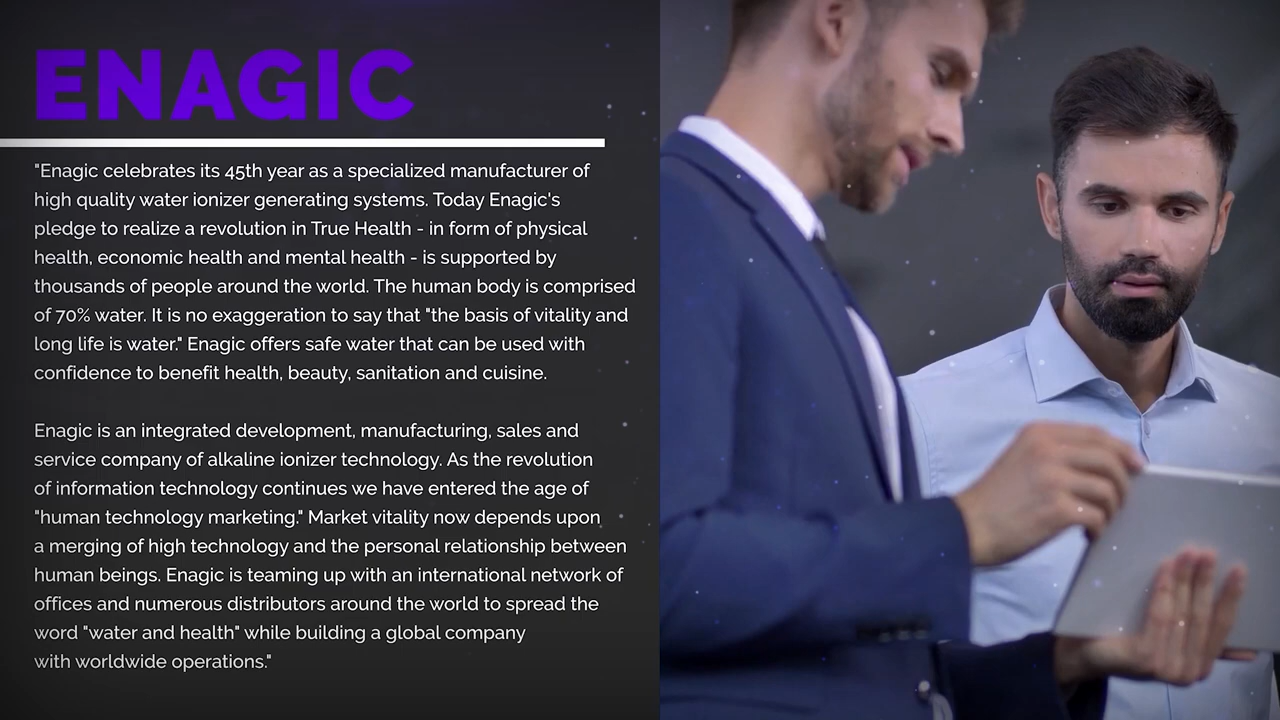 ENAGIC
"Enagic celebrates its 45th year as a specialized manufacturer of
high quality water ionizer generating systems. Today Enagic's
pledge to realize a revolution in True Health - in form of physical
health, economic health and mental health - is supported by
thousands of people around the world. The human body is comprised
of 70% water. It is no exaggeration to say that "the basis of vitality and
long life is water." Enagic offers safe water that can be used with
confidence to benefit health, beauty, sanitation and cuisine.
Enagic is an integrated development, manufacturing, sales and
service company of alkaline ionizer technology. As the revolution
of information technology continues we have entered the age of
"human technology marketing." Market vitality now depends upon
a merging of high technology and the personal relationship between
human beings. Enagic is teaming up with an international network of
offices and numerous distributors around the world to spread the
word "water and health" while building a global company
with worldwide operations."